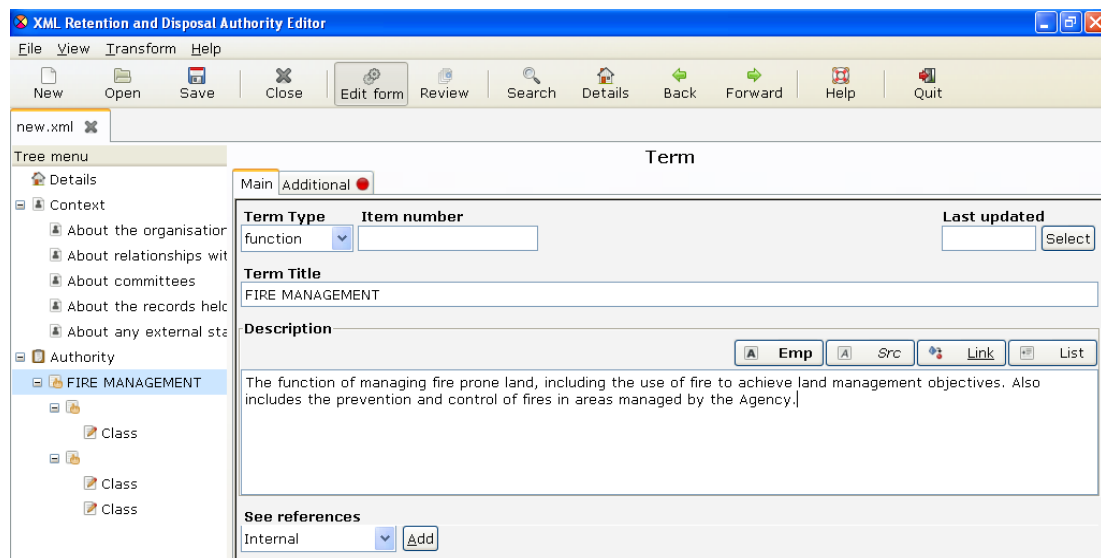 XML Retention and Disposal Authority Editor
File View Transform Help
New Open Save Close Edit form Review Search Details Back Forward Help Quit
new.xml
Tree menu
Term
Details
Main Additional
Context
Term Type Item number Last updated
About the organisation
function Select
About relationships wit
Term Title
About committees
FIRE MANAGEMENT
About the records held
Description
About any external sta
Emp Src Link List
Authority
FIRE MANAGEMENT
The function of managing fire prone land, including the use of fire to achieve land management objectives. Also
includes the prevention and control of fires in areas managed by the Agency.
Class
Class
Class
See references
Internal Add